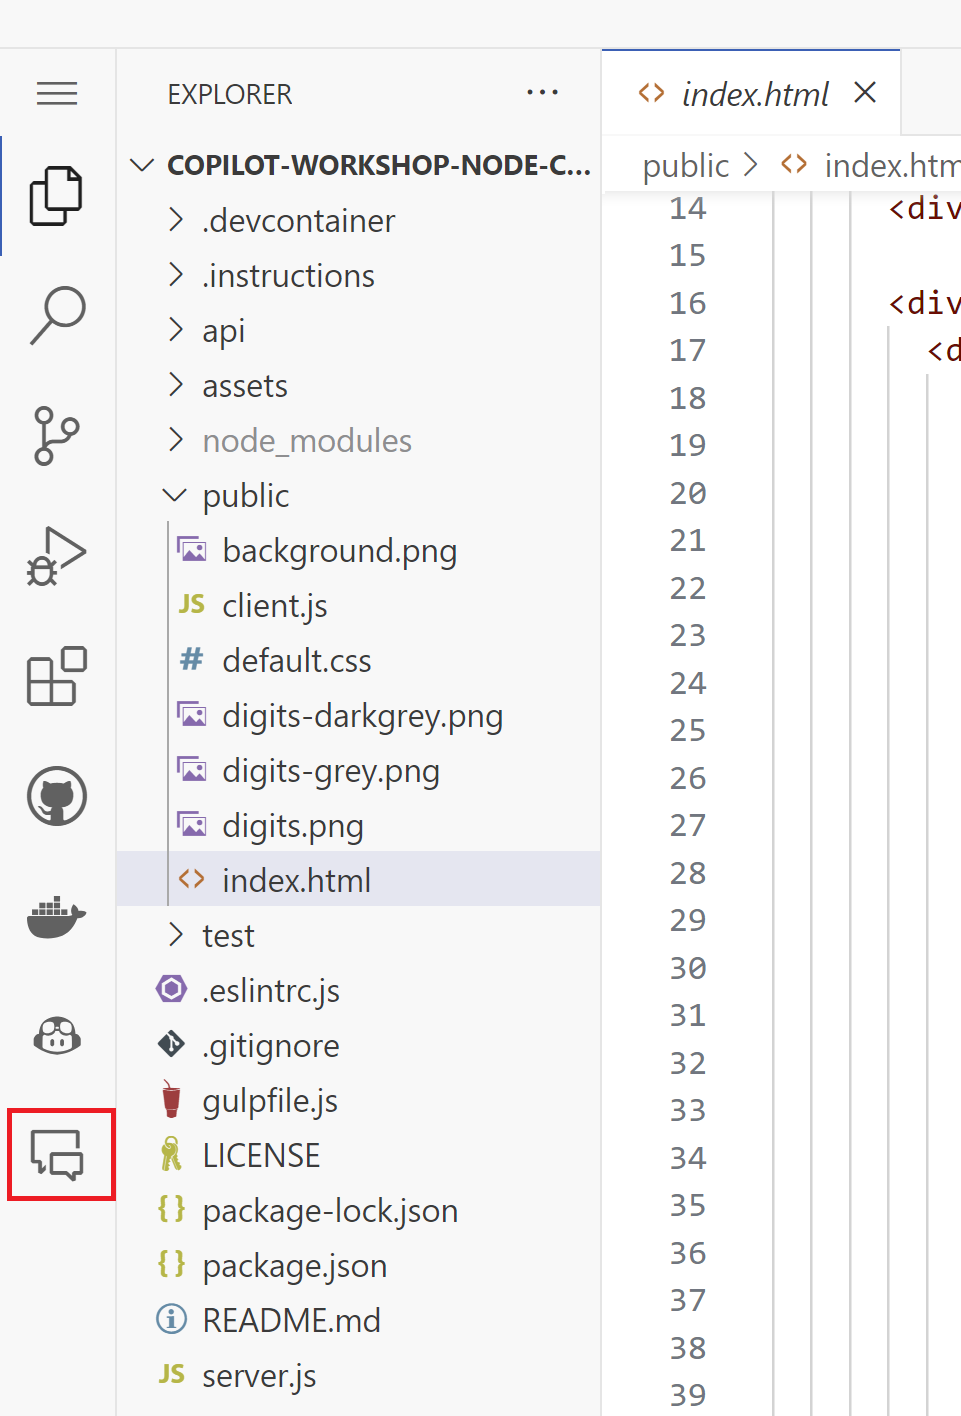 EXPLORER ···
COPILOT-WORKSHOP-NODE-C...
.devcontainer
.instructions
api
assets
node_modules
public
background.png
JS client.js
# default.css
digits-darkgrey.png
digits-grey.png
digits.png
<> index.html
test
.eslintrc.js
.gitignore
gulpfile.js
LICENSE
{ } package-lock.json
{ } package.json
README.md
JS server.js
<> index.html
public > <> index.htm
14 <div
15
16 <div
17 <d
18
19
20
21
22
23
24
25
26
27
28
29
30
31
32
33
34
35
36
37
38
39